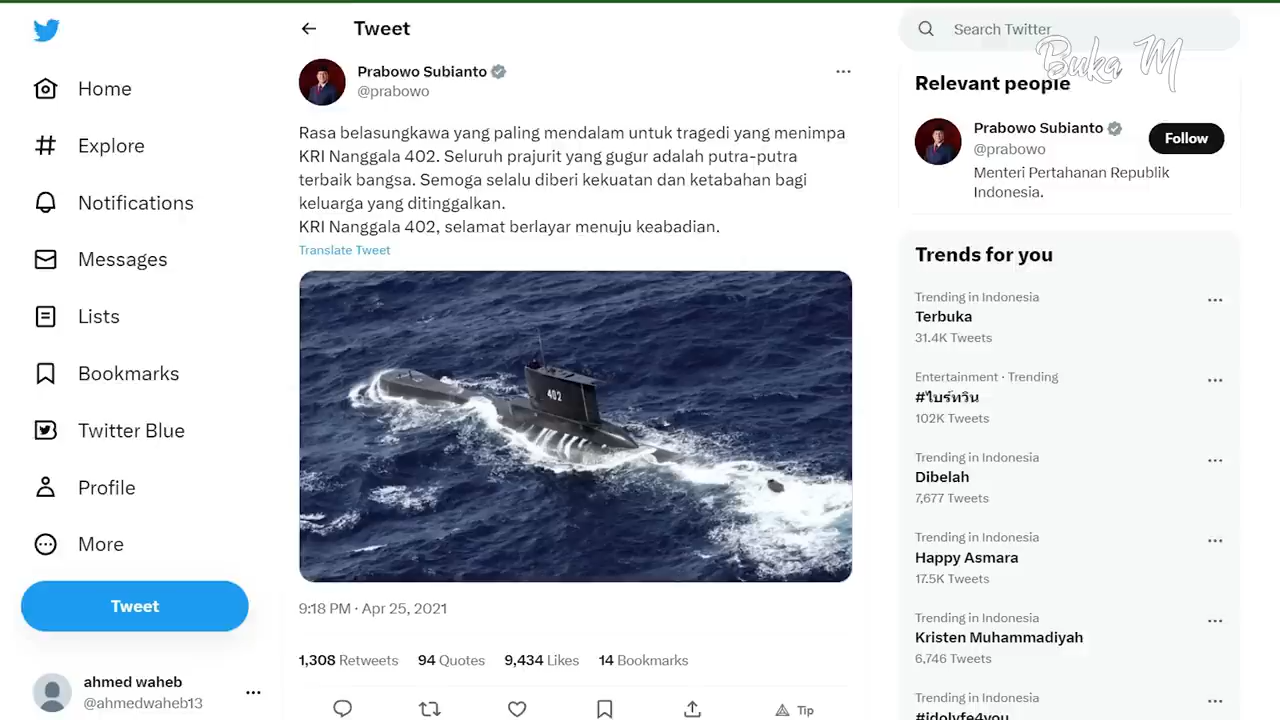 Home
Explore
Notifications
Messages
Lists
Bookmarks
Twitter Blue
Profile
More
Tweet
ahmed waheb
@ahmedwaheb13
Tweet
Prabowo Subianto
@prabowo
Rasa belasungkawa yang paling mendalam untuk tragedi yang menimpa
KRI Nanggala 402. Seluruh prajurit yang gugur adalah putra-putra
terbaik bangsa. Semoga selalu diberi kekuatan dan ketabahan bagi
keluarga yang ditinggalkan.
KRI Nanggala 402, selamat berlayar menuju keabadian.
Translate Tweet
402
9:18 PM · Apr 25, 2021
1,308 Retweets 94 Quotes 9,434 Likes 14 Bookmarks
Tip
Search Twitter
Buka M
Relevant people
Prabowo Subianto
@prabowo
Follow
Menteri Pertahanan Republik
Indonesia.
Trends for you
Trending in Indonesia
Terbuka
31.4K Tweets
Entertainment · Trending
#ไบร์ทวิน
102K Tweets
Trending in Indonesia
Dibelah
7,677 Tweets
Trending in Indonesia
Happy Asmara
17.5K Tweets
Trending in Indonesia
Kristen Muhammadiyah
6,746 Tweets
Trending in Indonesia
#idolyfe4you